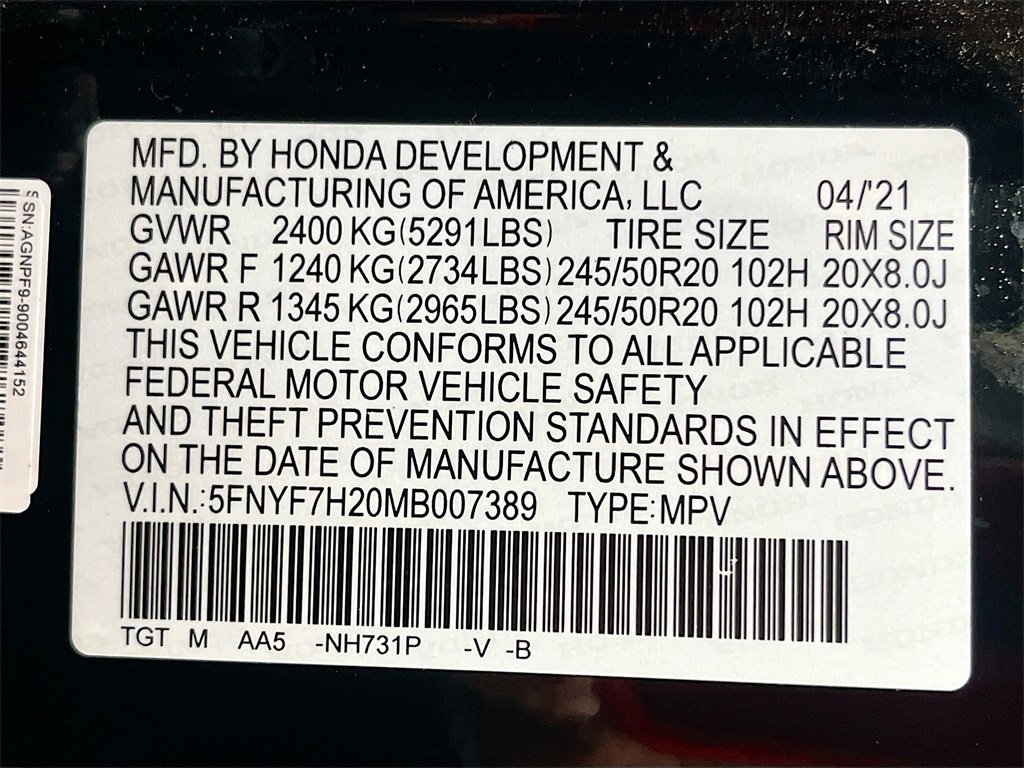 MFD. BY HONDA DEVELOPMENT &
MANUFACTURING OF AMERICA, LLC 04/'21
GVWR 2400 KG(5291LBS) TIRE SIZE RIM SIZE
GAWR F 1240 KG(2734LBS) 245/50R20 102H 20X8.0J
GAWR R 1345 KG(2965LBS) 245/50R20 102H 20X8.0J
THIS VEHICLE CONFORMS TO ALL APPLICABLE
FEDERAL MOTOR VEHICLE SAFETY
AND THEFT PREVENTION STANDARDS IN EFFECT
ON THE DATE OF MANUFACTURE SHOWN ABOVE.
V.I.N.:5FNYF7H20MB007389 TYPE:MPV
TGT M AA5 -NH731P -V -B
SN:AGNPF9-9004644152